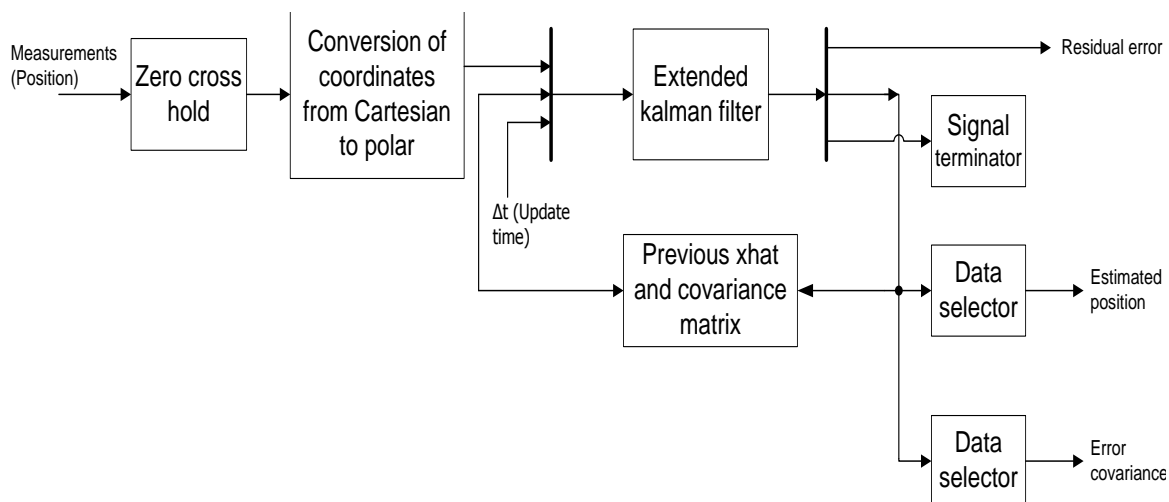 Measurements
(Position)
Zero cross
hold
Conversion of
coordinates
from Cartesian
to polar
Δt (Update
time)
Extended
kalman filter
Residual error
Signal
terminator
Previous xhat
and covariance
matrix
Data
selector
Estimated
position
Data
selector
Error
covariance